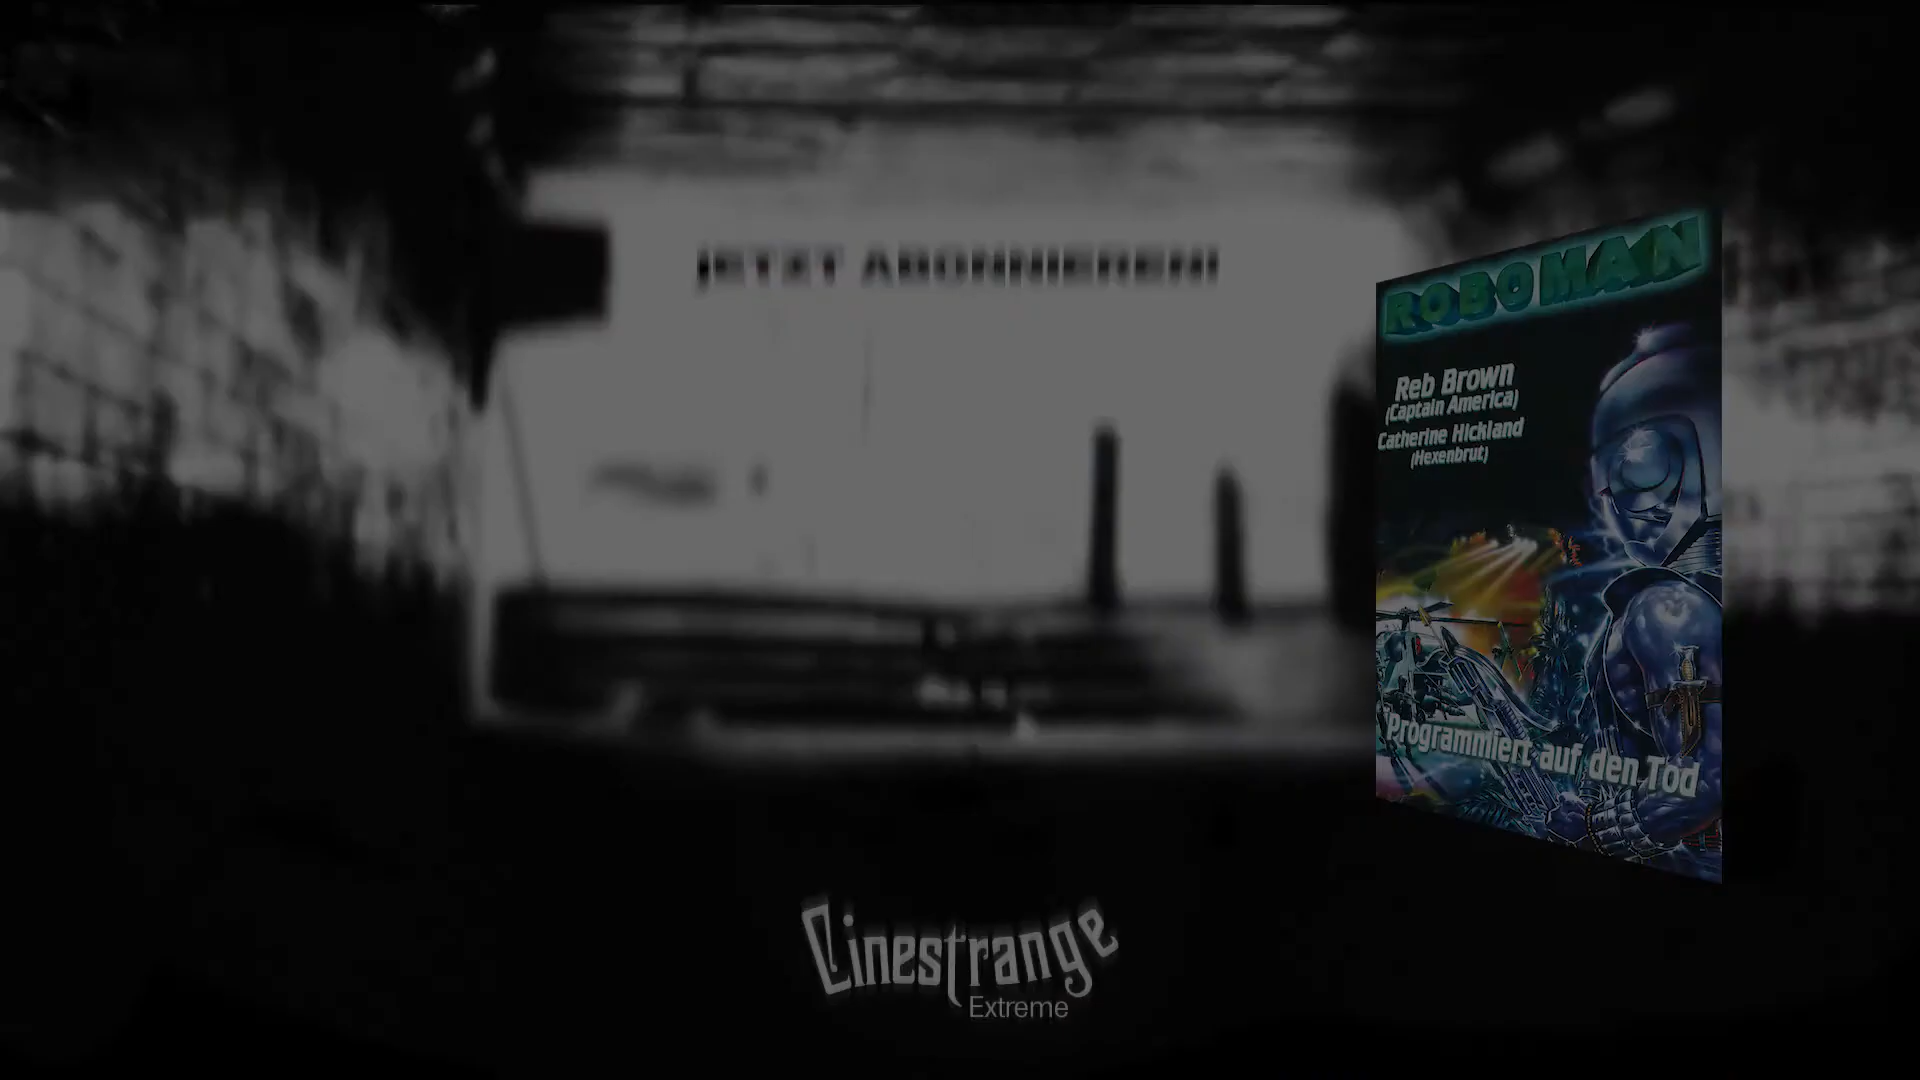 JETZT ABONNIEREN!
ROBOMAN
Reb Brown
(Captain America)
Catherine Hickland
(Hexenbrut)
Programmiert auf den Tod
Cinestrange
Extreme